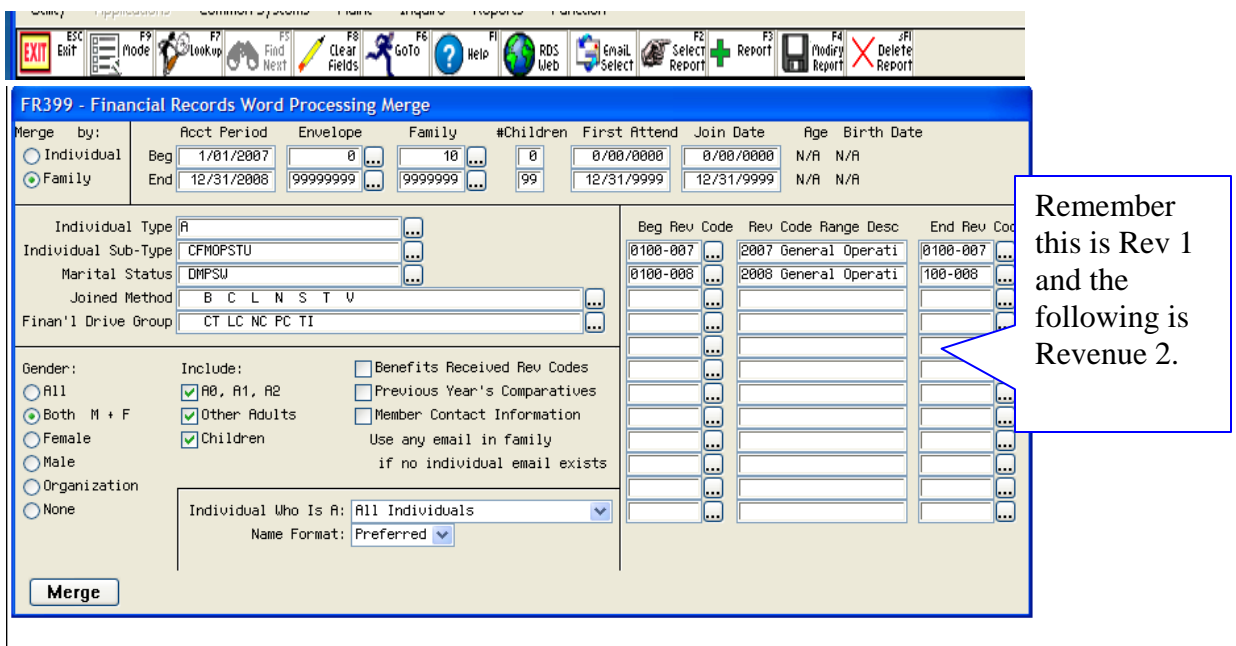 ESC F9 F7 F5 F8 F6 F1 F2 F3 F4 sF1
EXIT Exit Mode Lookup Find Next Clear Fields GoTo Help RDS Web Email Select Select Report Report Modify Report Delete Report
FR399 - Financial Records Word Processing Merge
Merge by: Acct Period Envelope Family #Children First Attend Join Date Age Birth Date
Individual Beg 1/01/2007 0 ... 10 ... 0 0/00/0000 0/00/0000 N/A N/A
Family End 12/31/2008 99999999 ... 9999999 ... 99 12/31/9999 12/31/9999 N/A N/A
Individual Type A ... Beg Rev Code Rev Code Range Desc End Rev Cod
Individual Sub-Type CFMOPSTU ... 0100-007 ... 2007 General Operati 0100-007 ...
Marital Status DMPSW ... 0100-008 ... 2008 General Operati 100-008 ...
Joined Method B C L N S T V ...
Finan'l Drive Group CT LC NC PC TI ...
Gender: Include: Benefits Received Rev Codes
All A0, A1, A2 Previous Year's Comparatives
Both M + F Other Adults Member Contact Information
Female Children Use any email in family
Male if no individual email exists
Organization
None Individual Who Is A: All Individuals
Name Format: Preferred
Merge
Remember
this is Rev 1
and the
following is
Revenue 2.